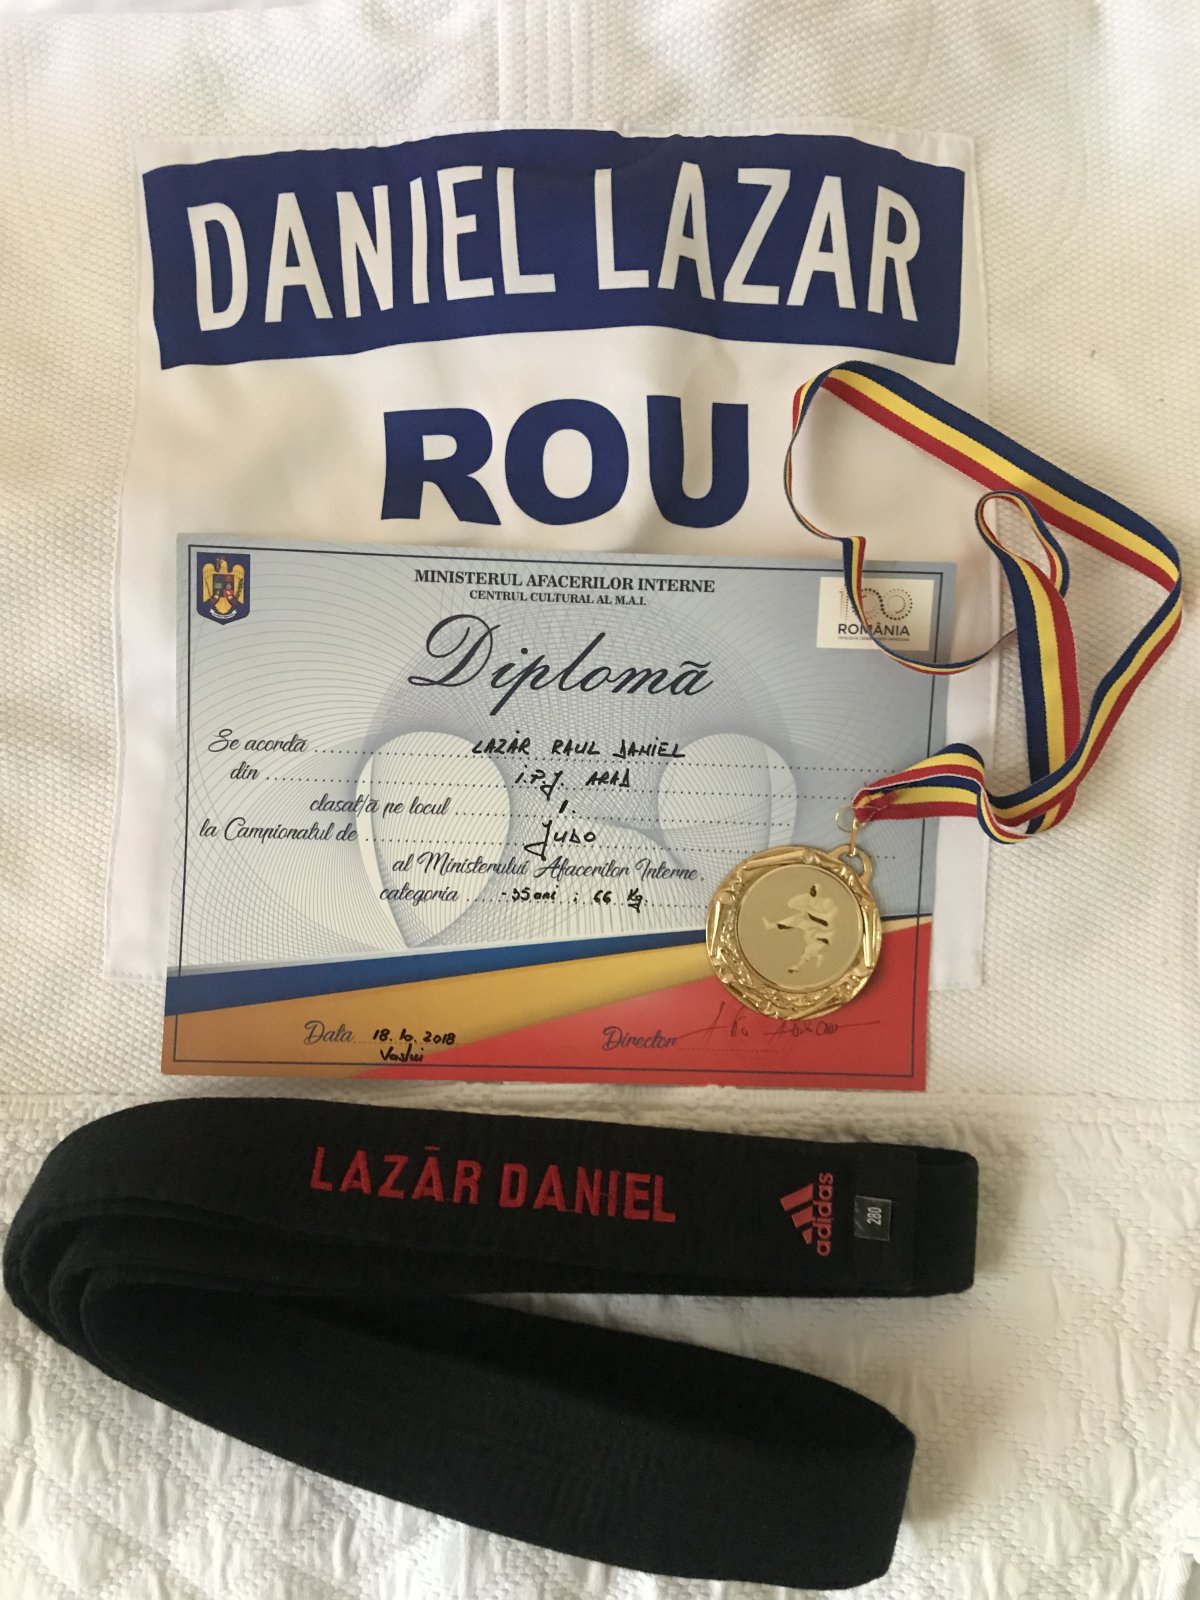 DANIEL LAZAR
ROU
MINISTERUL AFACERILOR INTERNE
CENTRUL CULTURAL AL M.A.I.
100
ROMÂNIA
Diplomă
Se acordă LAZĂR RAUL DANIEL
din I.P.J. ARAD
clasat/ă pe locul I.
la Campionatul de JUDO
al Ministerului Afacerilor Interne,
categoria -35 ani ; 66 Kg.
Data 18.10.2018
Vaslui
Director
LAZĂR DANIEL
adidas
280